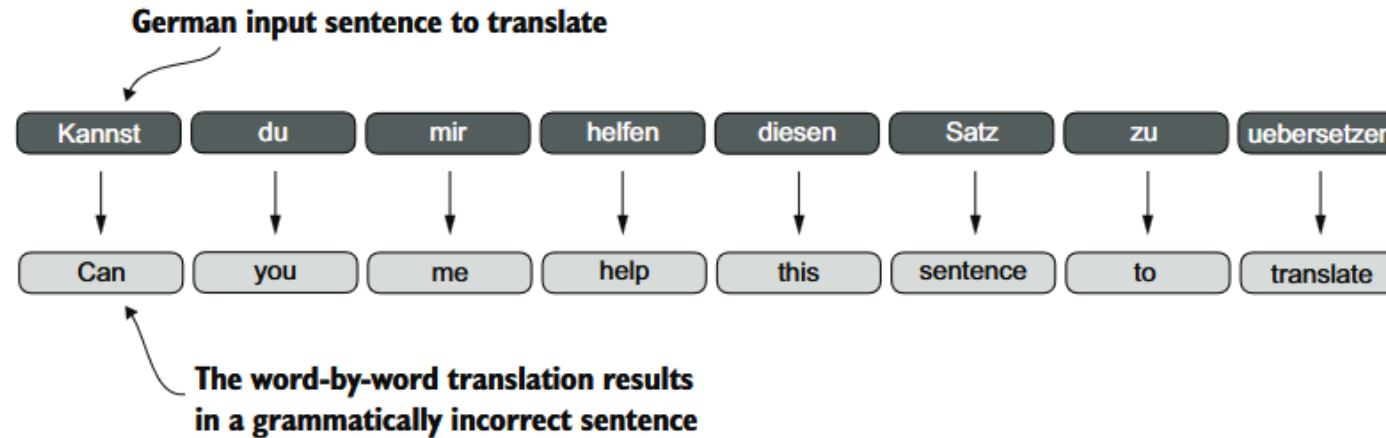 German input sentence to translate
Kannst du mir helfen diesen Satz zu uebersetzen
Can you me help this sentence to translate
The word-by-word translation results
in a grammatically incorrect sentence